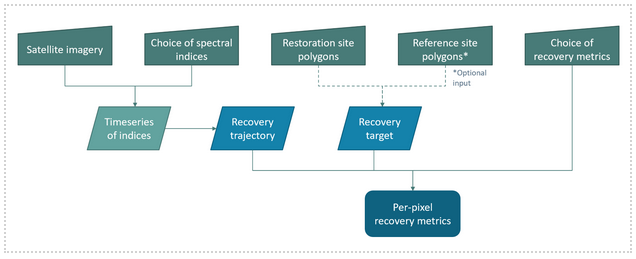 Satellite imagery
Choice of spectral
indices
Restoration site
polygons
Reference site
polygons*
Choice of
recovery metrics
*Optional
input
Timeseries
of indices
Recovery
trajectory
Recovery
target
Per-pixel
recovery metrics